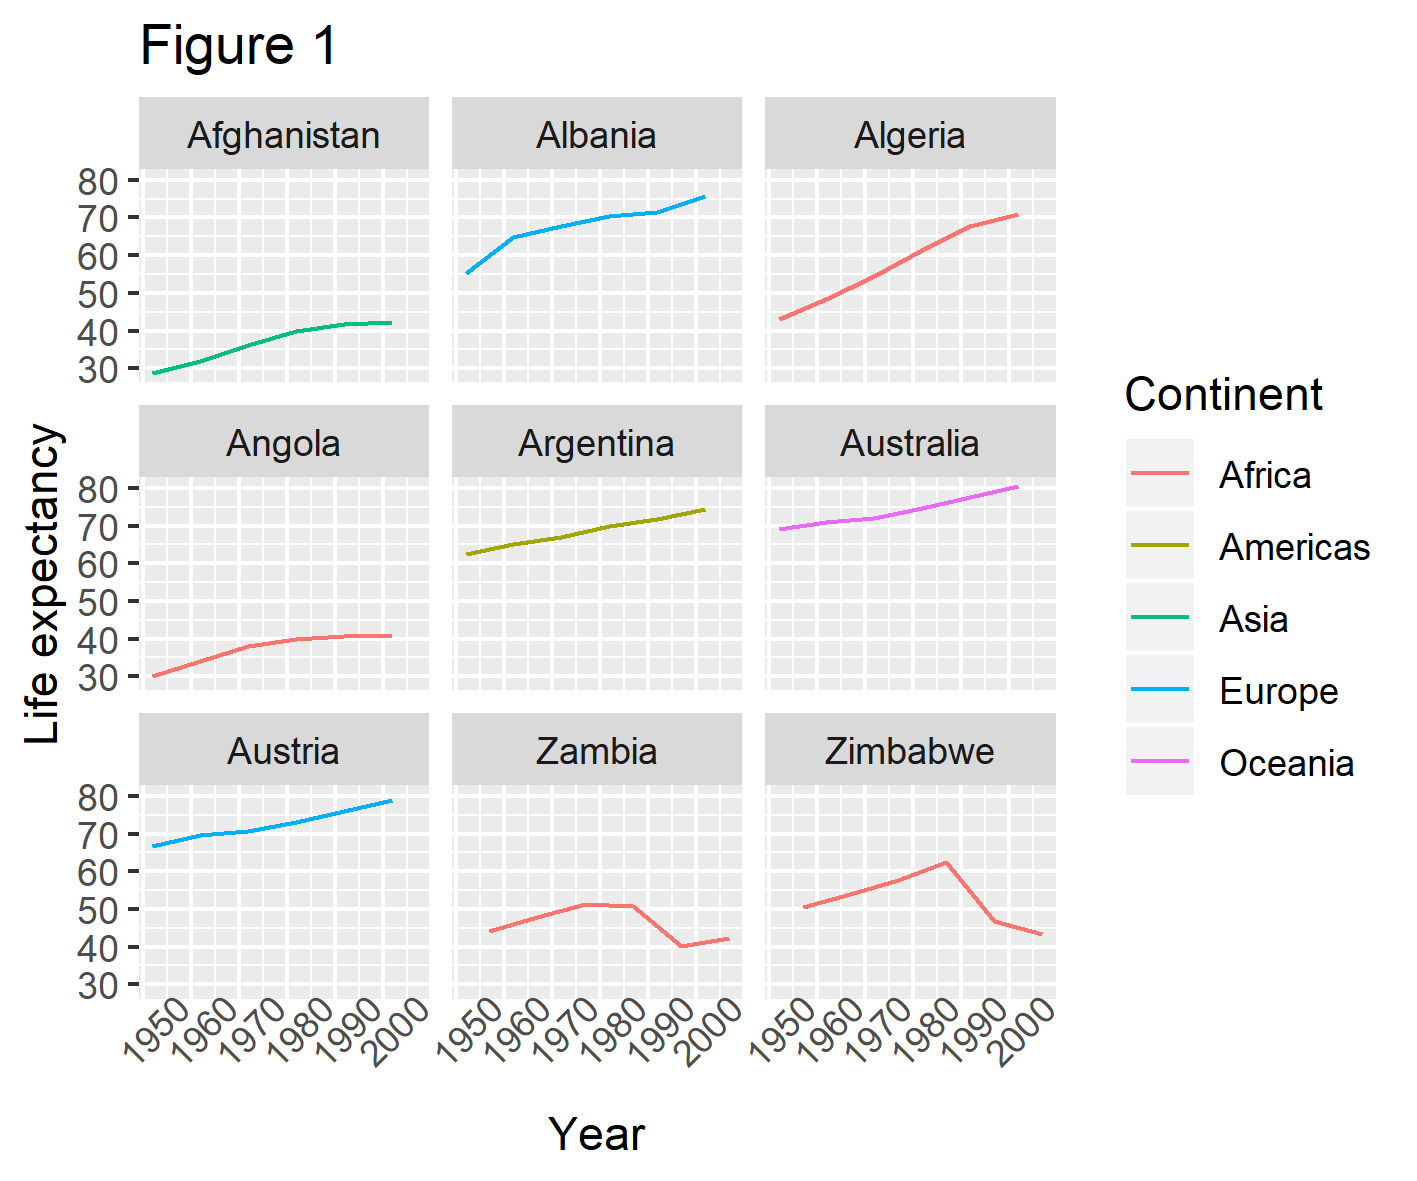 Figure 1
Afghanistan Albania Algeria
80
70
60
50
40
30
Angola Argentina Australia
80
70
60
50
40
30
Austria Zambia Zimbabwe
80
70
60
50
40
30
1950 1960 1970 1980 1990 2000 1950 1960 1970 1980 1990 2000 1950 1960 1970 1980 1990 2000
Life expectancy
Year
Continent
Africa
Americas
Asia
Europe
Oceania